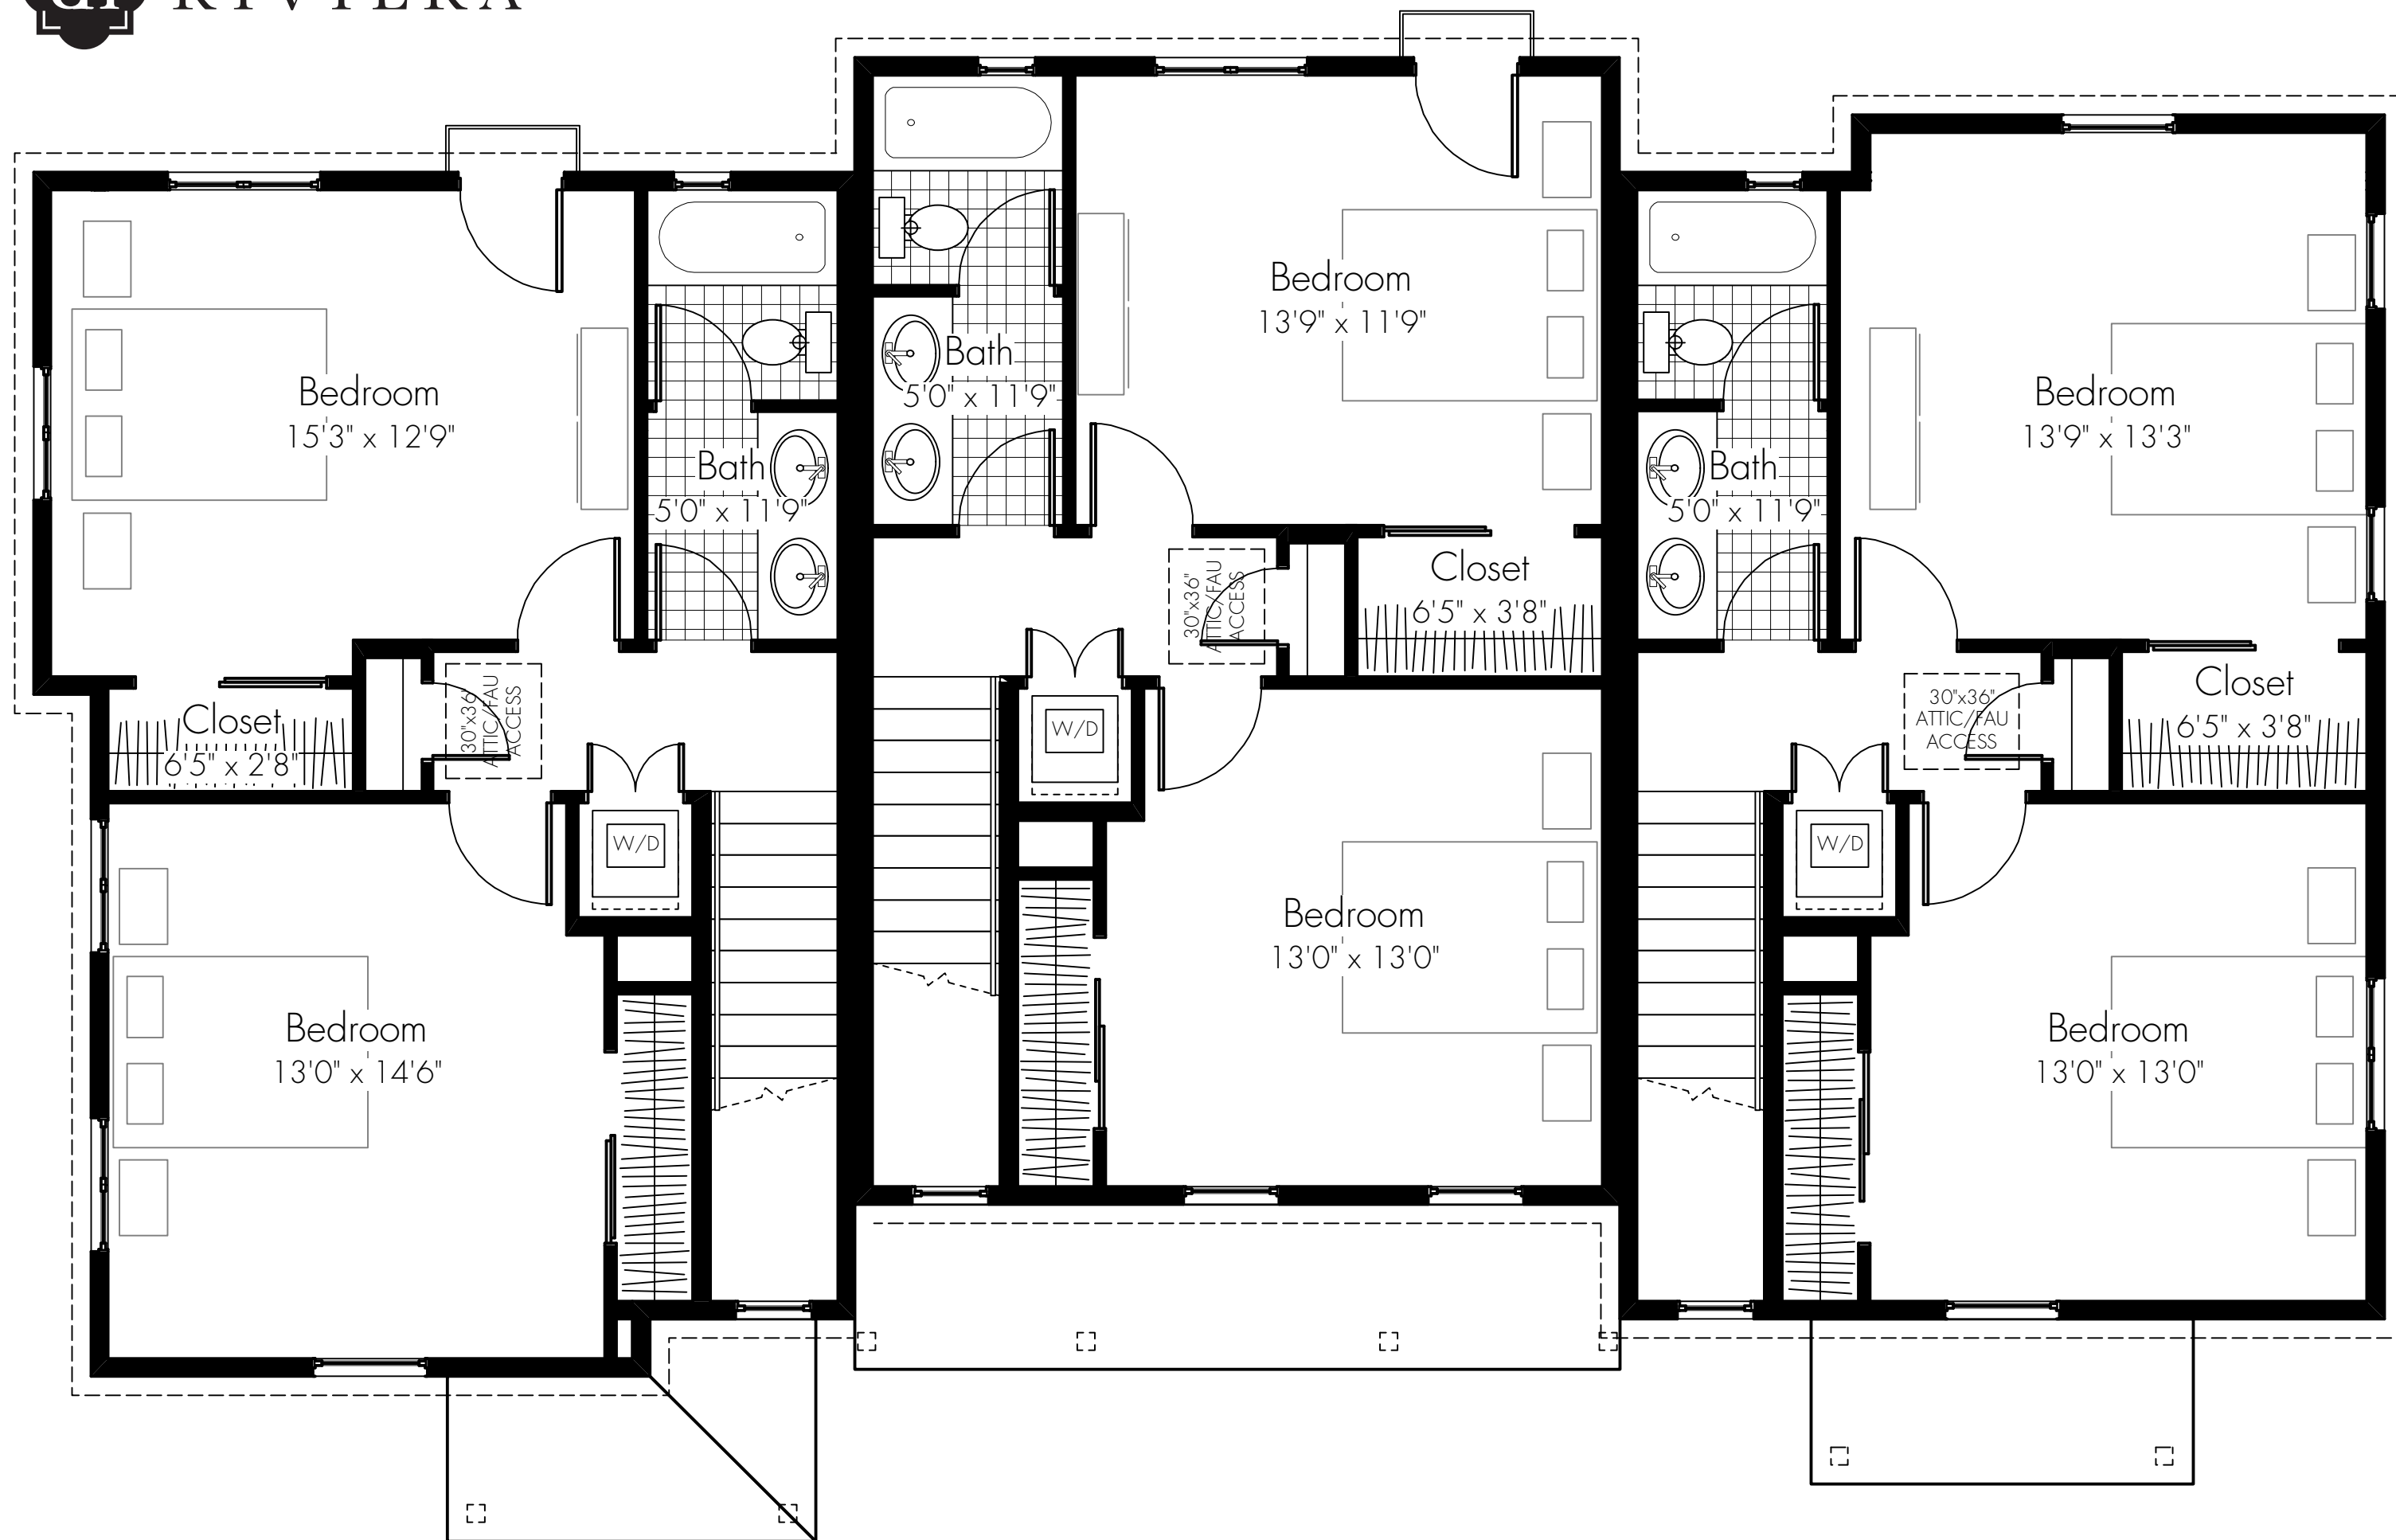 RIVIERA
Bedroom
15'3" x 12'9"
Bath
5'0" x 11'9"
Closet
6'5" x 2'8"
30"x36"
ATTIC/FAU
ACCESS
W/D
Bedroom
13'0" x 14'6"
Bedroom
13'9" x 11'9"
Bath
5'0" x 11'9"
Closet
6'5" x 3'8"
30"x36"
ATTIC/FAU
ACCESS
W/D
Bedroom
13'0" x 13'0"
Bedroom
13'9" x 13'3"
Bath
5'0" x 11'9"
Closet
6'5" x 3'8"
30"x36"
ATTIC/FAU
ACCESS
W/D
Bedroom
13'0" x 13'0"